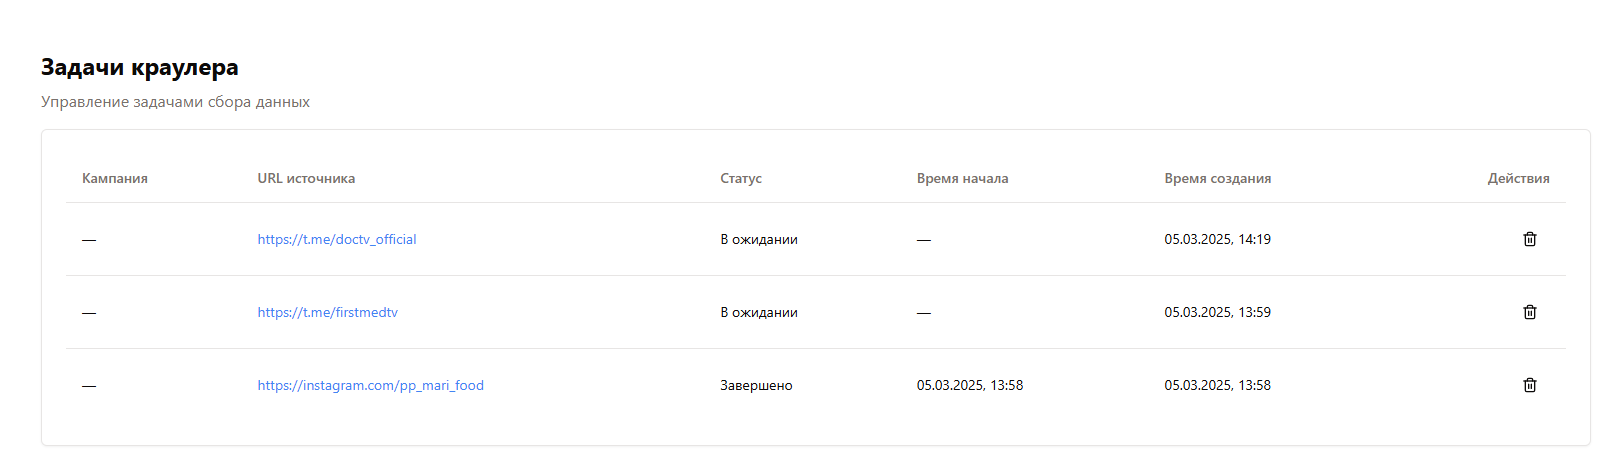 Задачи краулера
Управление задачами сбора данных
Кампания URL источника Статус Время начала Время создания Действия
— https://t.me/doctv_official В ожидании — 05.03.2025, 14:19
— https://t.me/firstmedtv В ожидании — 05.03.2025, 13:59
— https://instagram.com/pp_mari_food Завершено 05.03.2025, 13:58 05.03.2025, 13:58